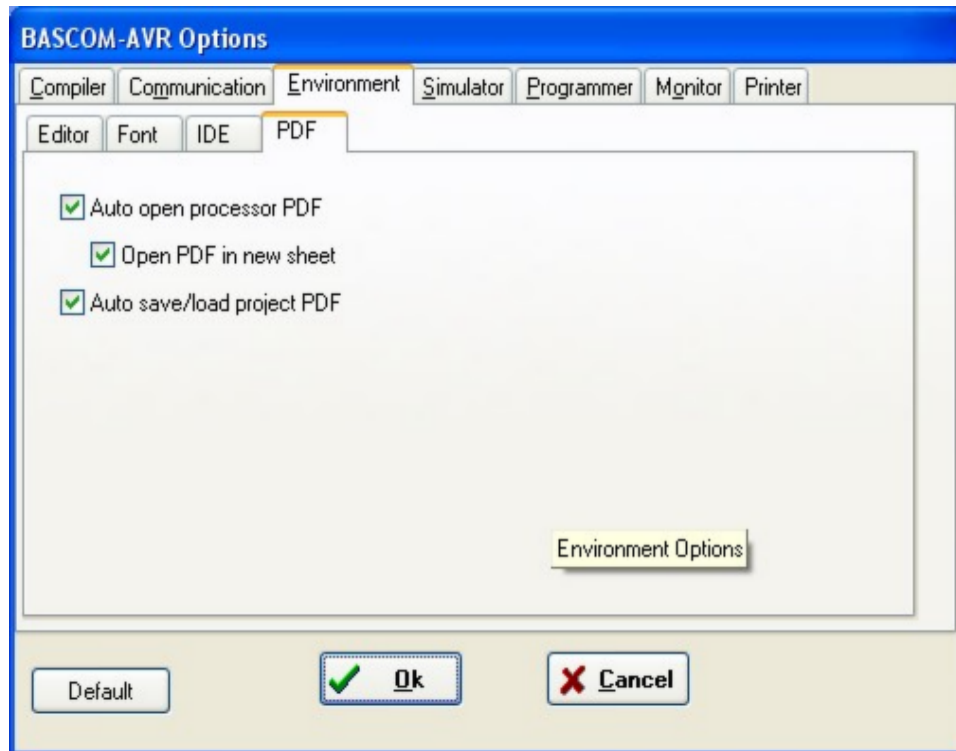 BASCOM-AVR Options
Compiler Communication Environment Simulator Programmer Monitor Printer
Editor Font IDE PDF
Auto open processor PDF
Open PDF in new sheet
Auto save/load project PDF
Environment Options
Default Ok Cancel